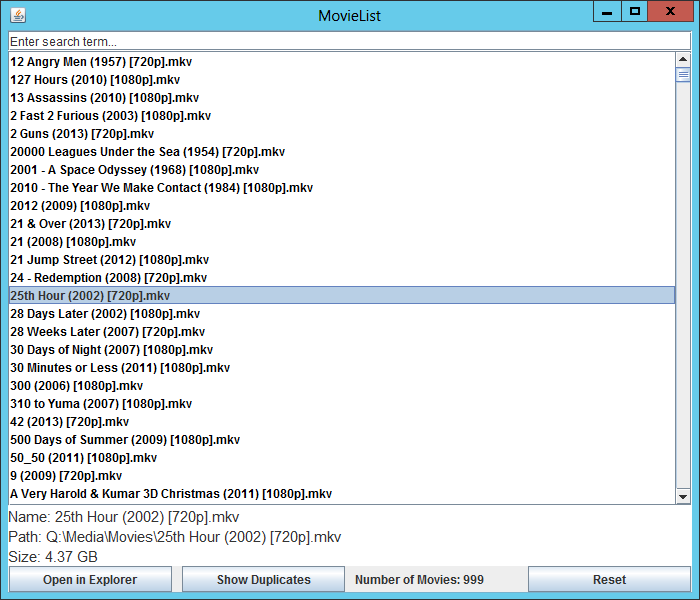 MovieList
Enter search term...
12 Angry Men (1957) [720p].mkv
127 Hours (2010) [1080p].mkv
13 Assassins (2010) [1080p].mkv
2 Fast 2 Furious (2003) [1080p].mkv
2 Guns (2013) [720p].mkv
20000 Leagues Under the Sea (1954) [720p].mkv
2001 - A Space Odyssey (1968) [1080p].mkv
2010 - The Year We Make Contact (1984) [1080p].mkv
2012 (2009) [1080p].mkv
21 & Over (2013) [720p].mkv
21 (2008) [1080p].mkv
21 Jump Street (2012) [1080p].mkv
24 - Redemption (2008) [720p].mkv
25th Hour (2002) [720p].mkv
28 Days Later (2002) [1080p].mkv
28 Weeks Later (2007) [720p].mkv
30 Days of Night (2007) [1080p].mkv
30 Minutes or Less (2011) [1080p].mkv
300 (2006) [1080p].mkv
310 to Yuma (2007) [1080p].mkv
42 (2013) [720p].mkv
500 Days of Summer (2009) [1080p].mkv
50_50 (2011) [1080p].mkv
9 (2009) [720p].mkv
A Very Harold & Kumar 3D Christmas (2011) [1080p].mkv
Name: 25th Hour (2002) [720p].mkv
Path: Q:\Media\Movies\25th Hour (2002) [720p].mkv
Size: 4.37 GB
Open in Explorer Show Duplicates Number of Movies: 999 Reset